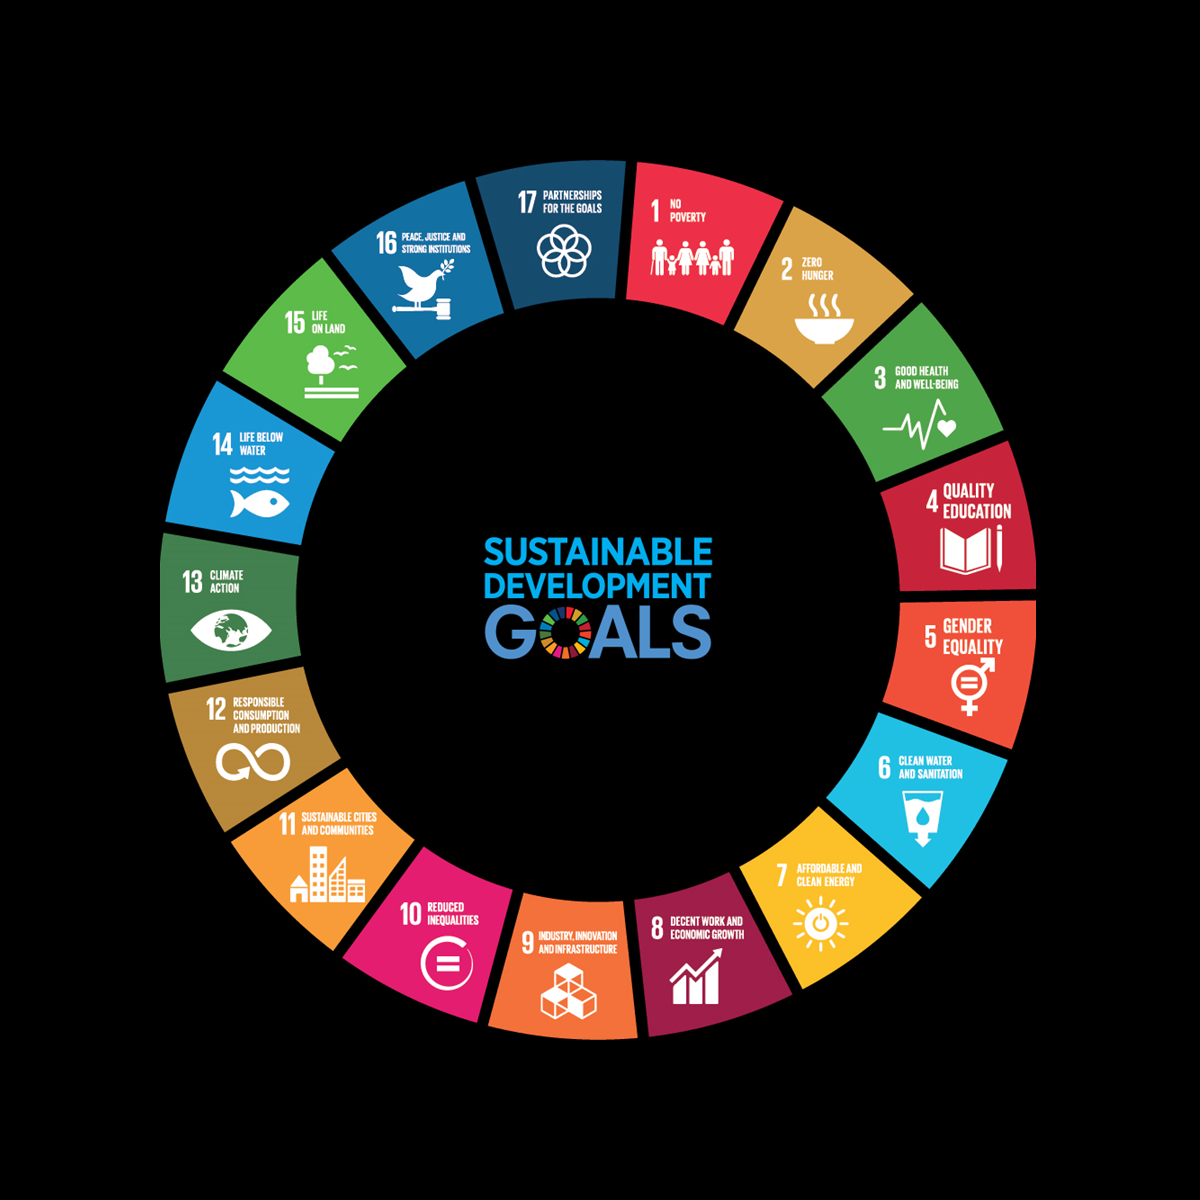 1 NO
POVERTY
2 ZERO
HUNGER
3 GOOD HEALTH
AND WELL-BEING
4 QUALITY
EDUCATION
5 GENDER
EQUALITY
6 CLEAN WATER
AND SANITATION
7 AFFORDABLE AND
CLEAN ENERGY
8 DECENT WORK AND
ECONOMIC GROWTH
9 INDUSTRY, INNOVATION
AND INFRASTRUCTURE
10 REDUCED
INEQUALITIES
11 SUSTAINABLE CITIES
AND COMMUNITIES
12 RESPONSIBLE
CONSUMPTION
AND PRODUCTION
13 CLIMATE
ACTION
14 LIFE BELOW
WATER
15 LIFE
ON LAND
16 PEACE, JUSTICE AND
STRONG INSTITUTIONS
17 PARTNERSHIPS
FOR THE GOALS
SUSTAINABLE
DEVELOPMENT
GOALS